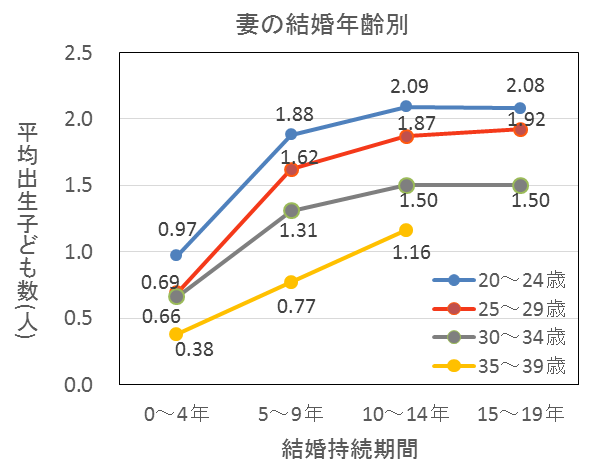 妻の結婚年齢別
平均出生子ども数(人)
2.5
2.0
1.5
1.0
0.5
0.0
0.97
1.88
2.09
2.08
0.69
1.62
1.87
1.92
0.66
1.31
1.50
1.50
0.38
0.77
1.16
20～24歳
25～29歳
30～34歳
35～39歳
0～4年
5～9年
10～14年
15～19年
結婚持続期間